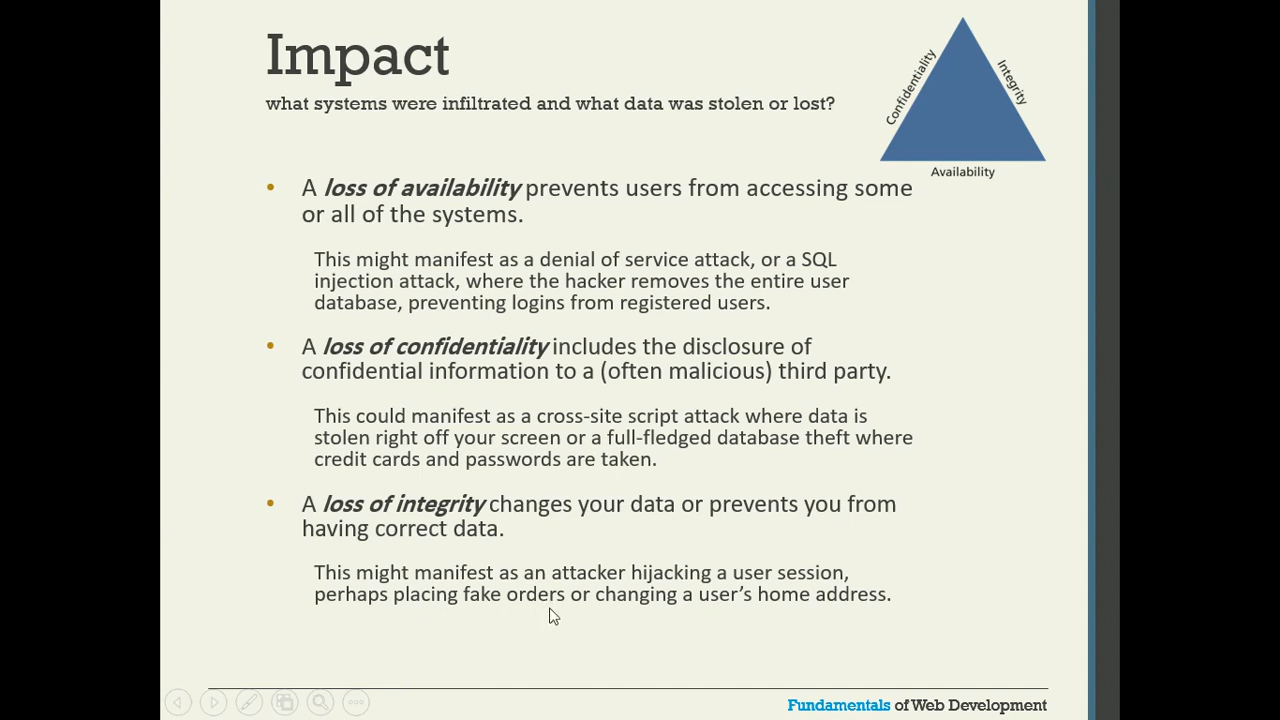 Impact
what systems were infiltrated and what data was stolen or lost?
Confidentiality
Integrity
Availability
• A loss of availability prevents users from accessing some
or all of the systems.
This might manifest as a denial of service attack, or a SQL
injection attack, where the hacker removes the entire user
database, preventing logins from registered users.
• A loss of confidentiality includes the disclosure of
confidential information to a (often malicious) third party.
This could manifest as a cross-site script attack where data is
stolen right off your screen or a full-fledged database theft where
credit cards and passwords are taken.
• A loss of integrity changes your data or prevents you from
having correct data.
This might manifest as an attacker hijacking a user session,
perhaps placing fake orders or changing a user’s home address.
Fundamentals of Web Development